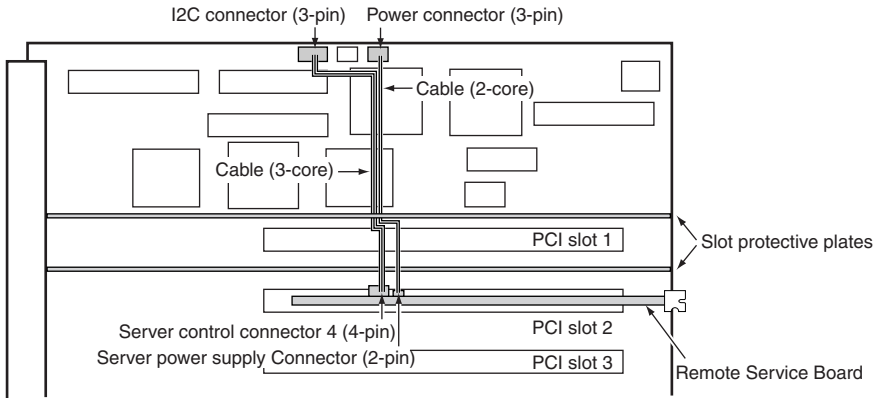 I2C connector (3-pin)
Power connector (3-pin)
Cable (2-core)
Cable (3-core)
PCI slot 1
Slot protective plates
Server control connector 4 (4-pin)
PCI slot 2
Server power supply Connector (2-pin)
PCI slot 3
Remote Service Board